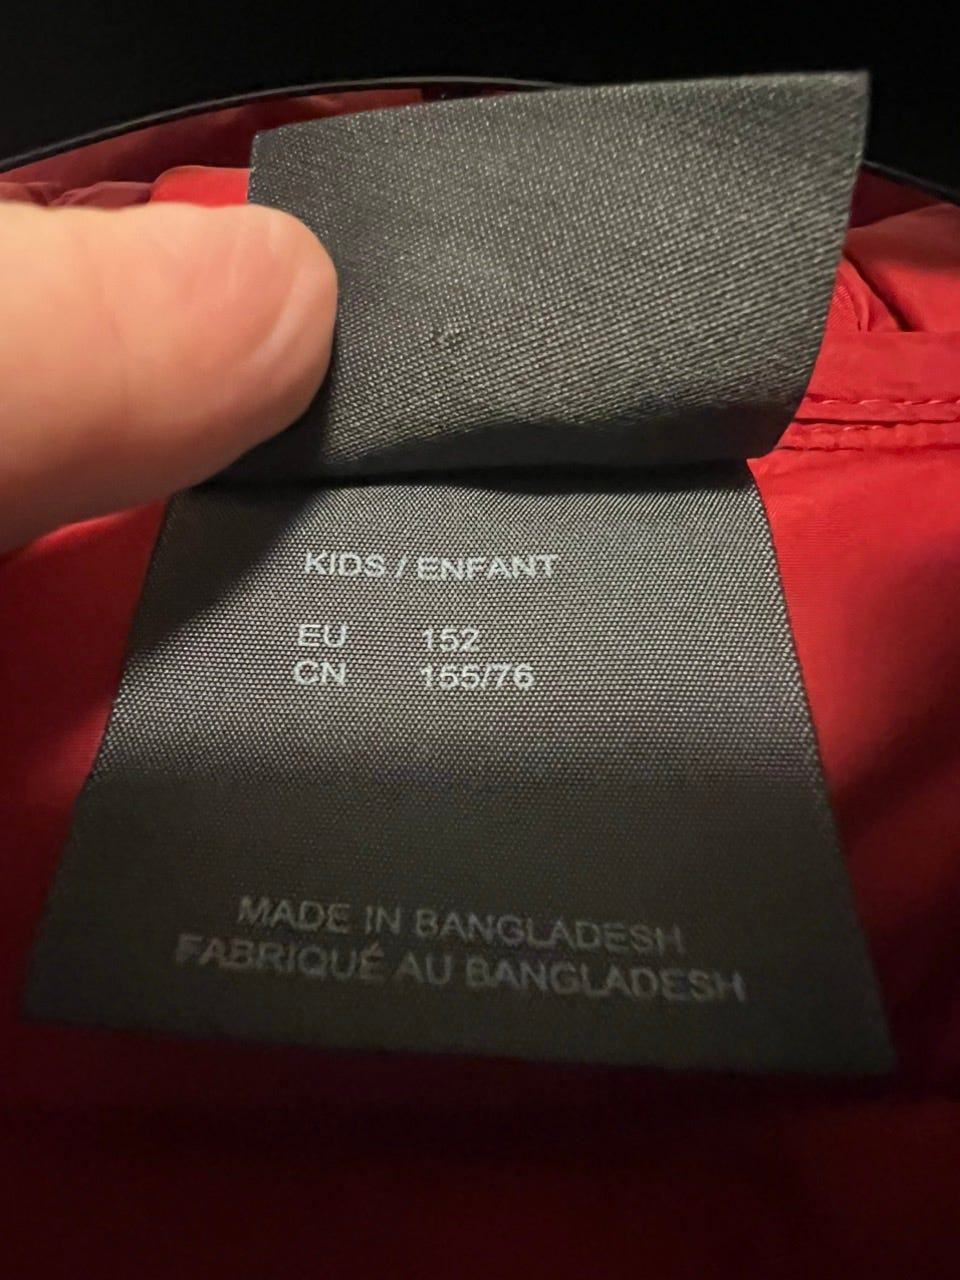 KIDS / ENFANT
EU 152
CN 155/76
MADE IN BANGLADESH
FABRIQUÉ AU BANGLADESH